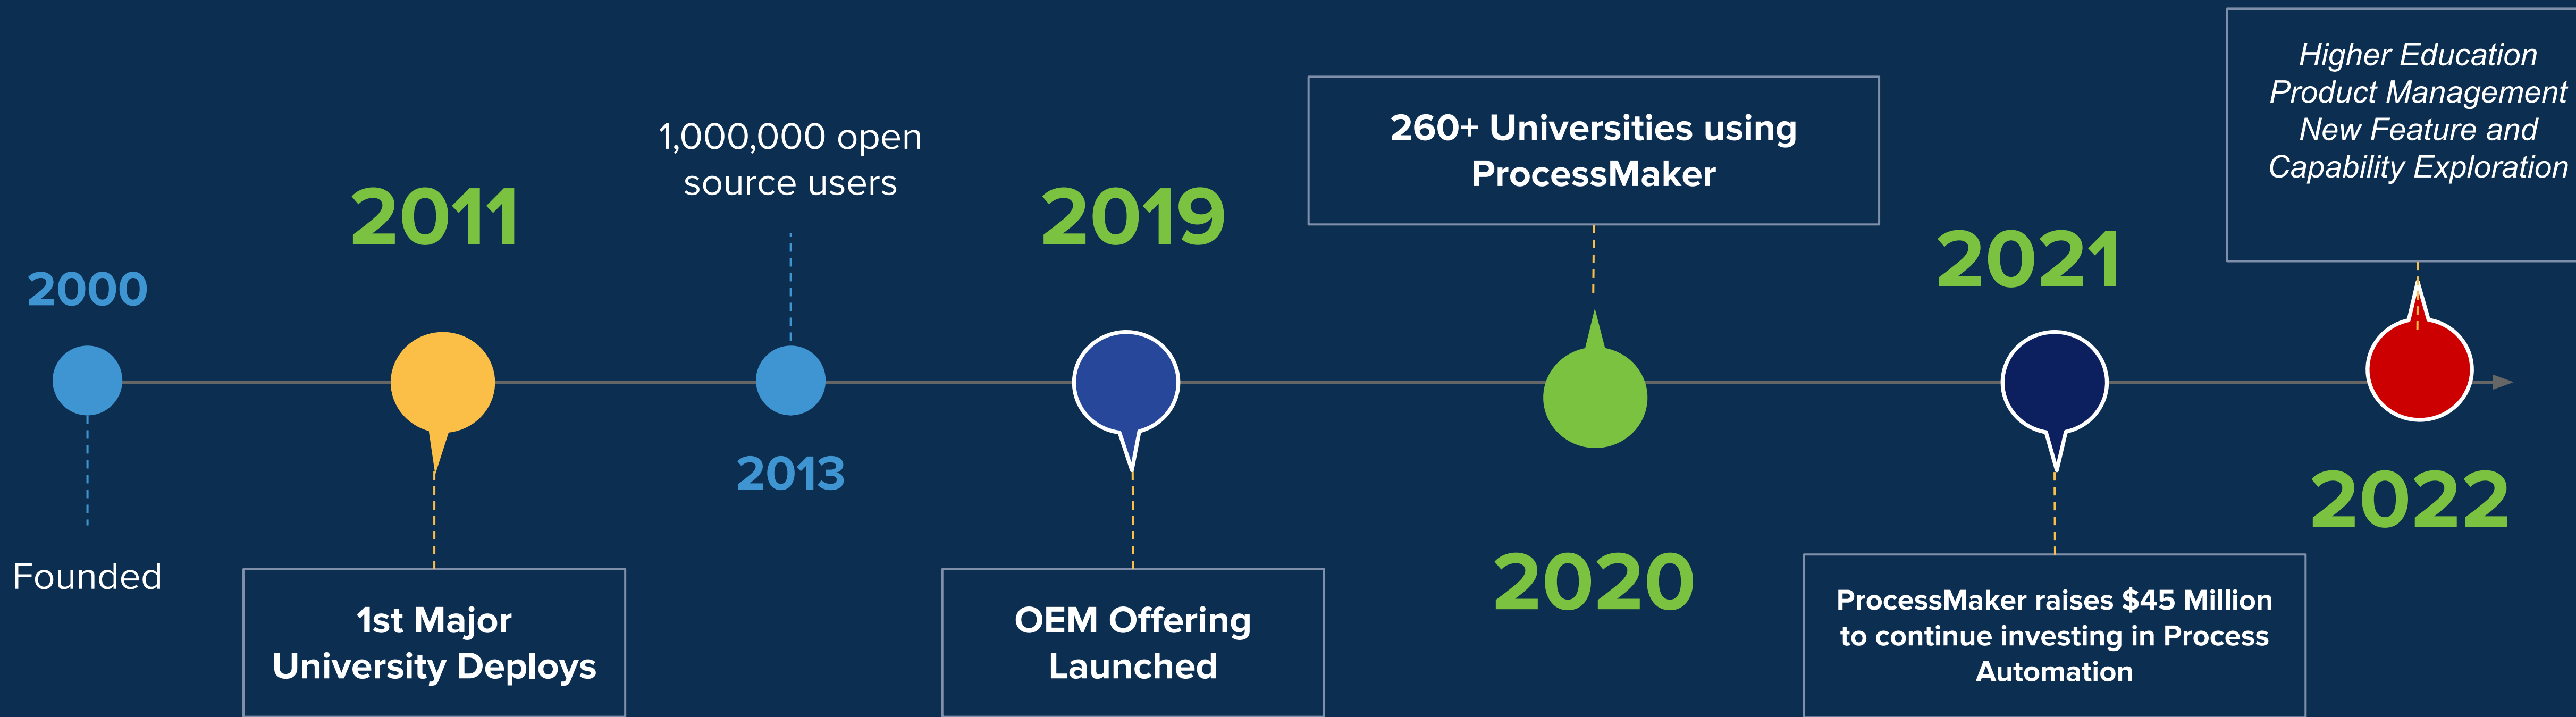 2000
Founded
2011
1st Major
University Deploys
1,000,000 open
source users
2013
2019
OEM Offering
Launched
260+ Universities using
ProcessMaker
2020
2021
ProcessMaker raises $45 Million
to continue investing in Process
Automation
Higher Education
Product Management
New Feature and
Capability Exploration
2022